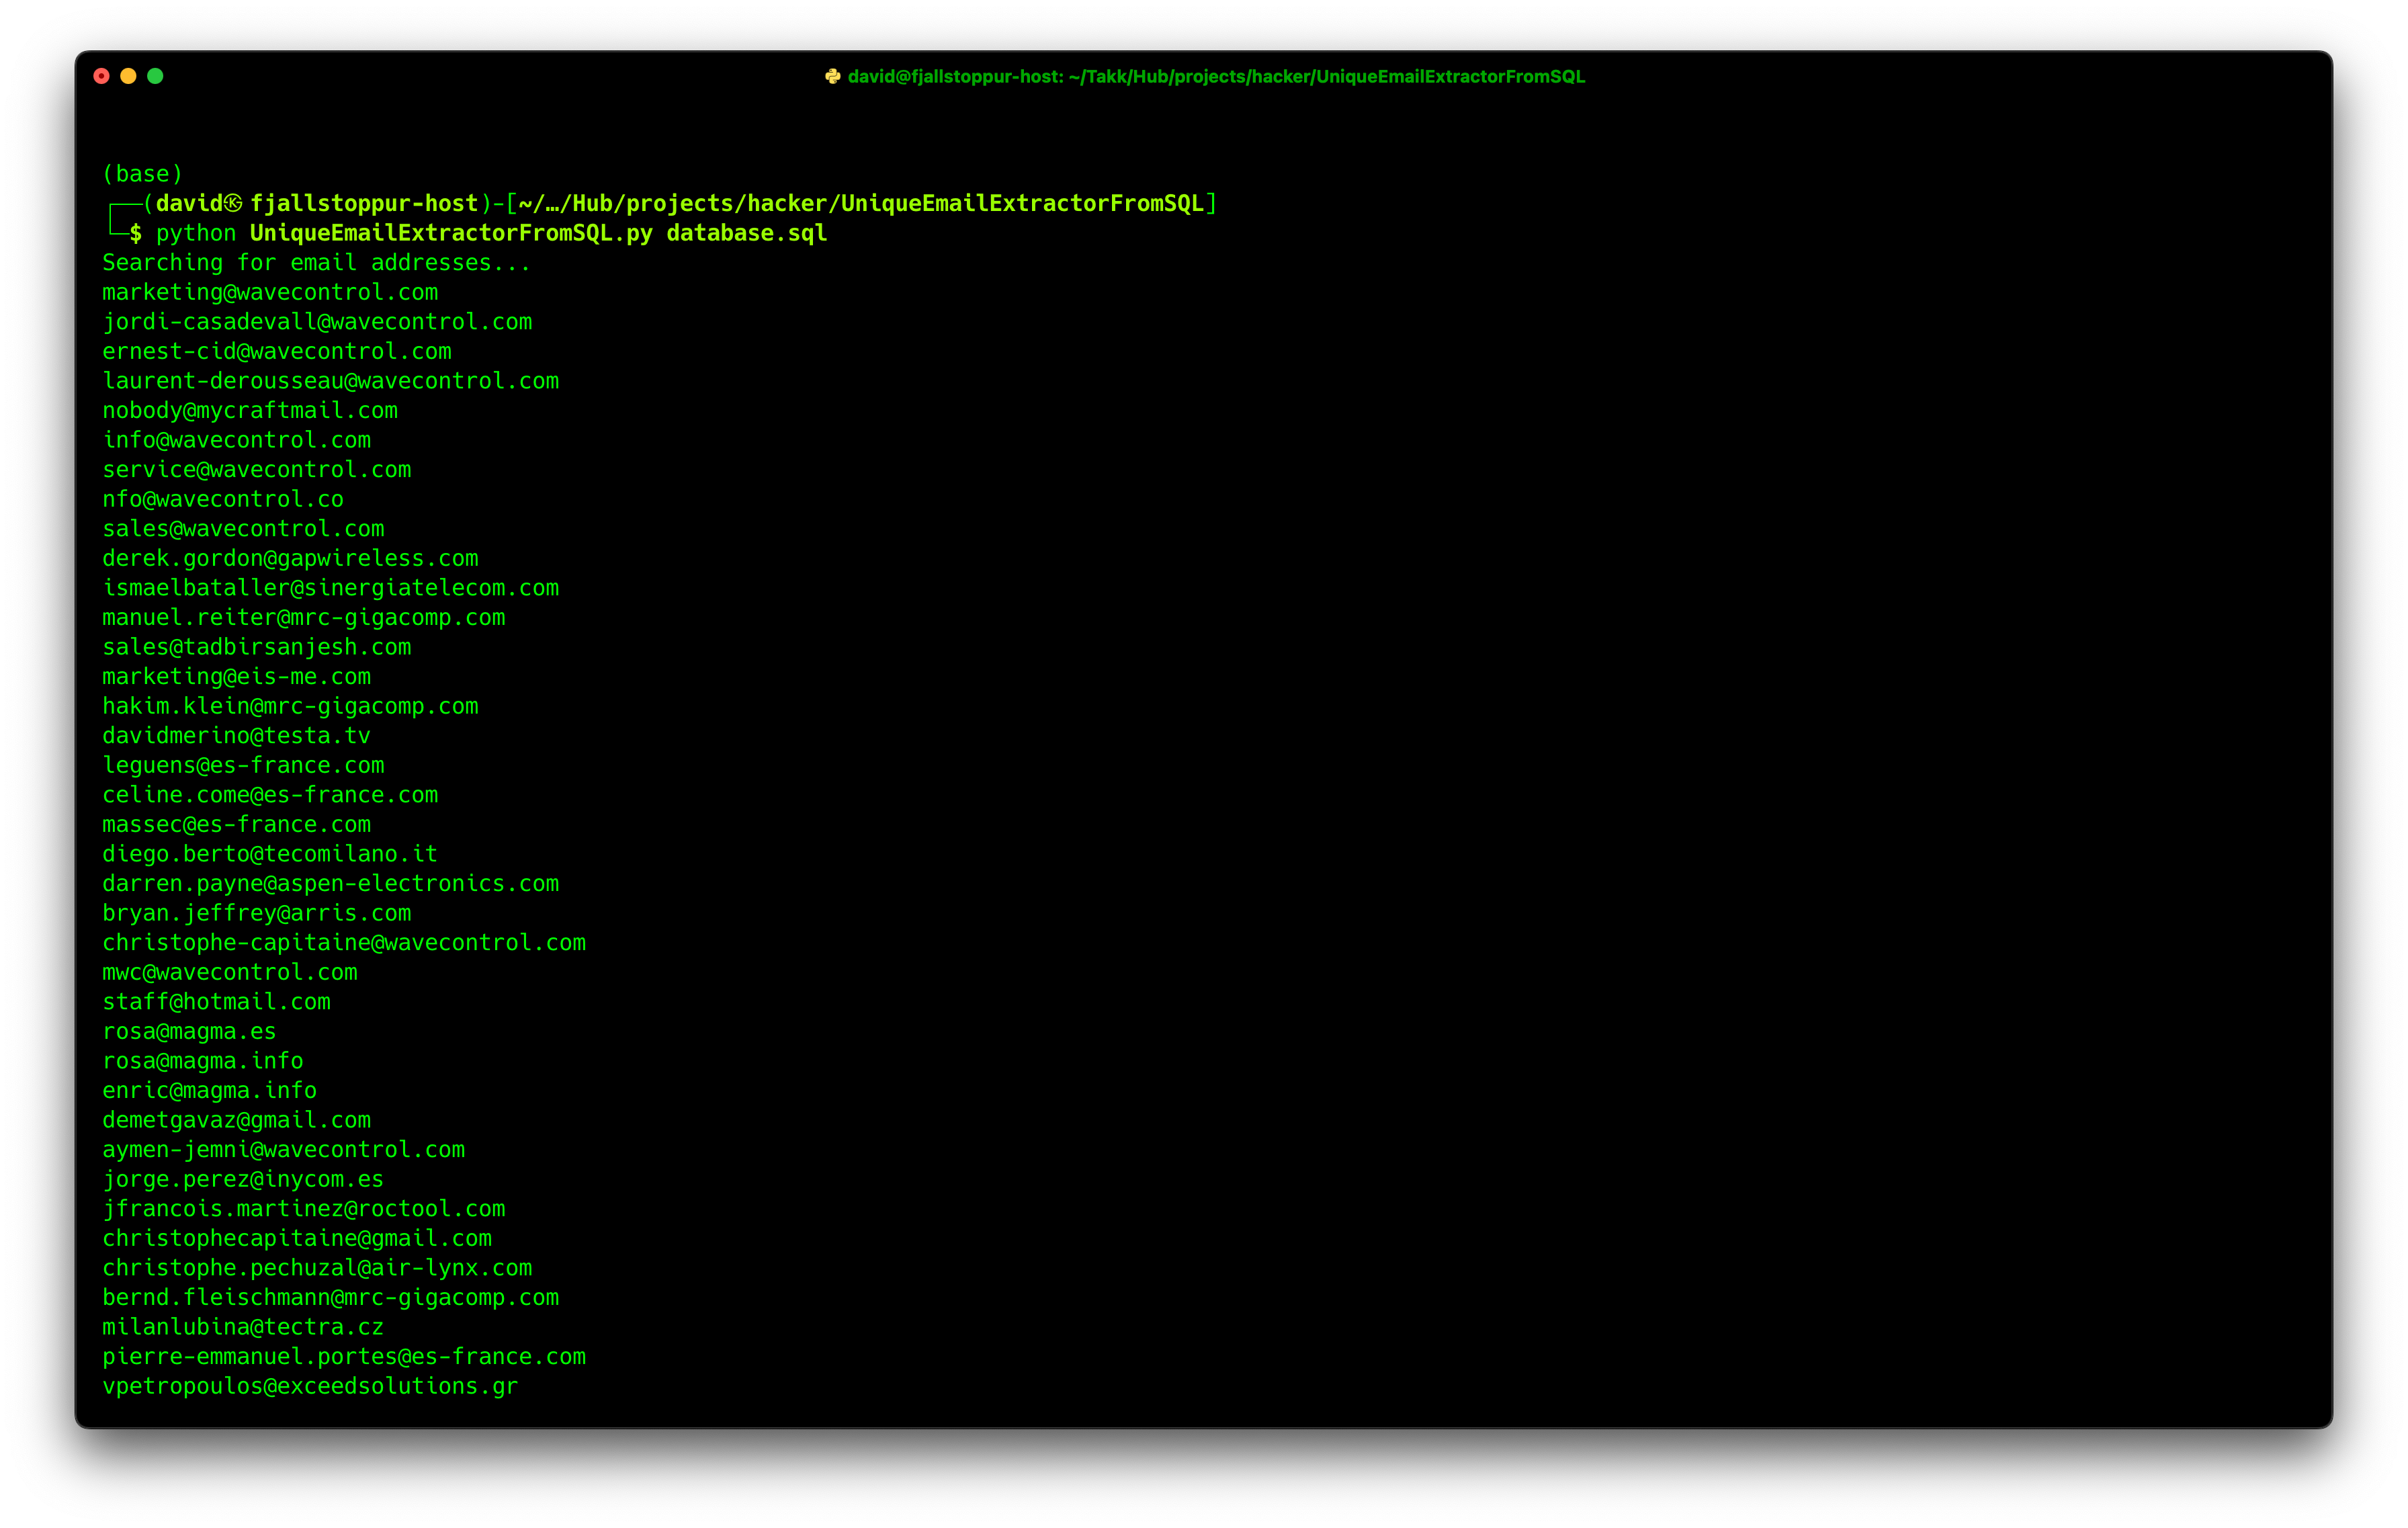 david@fjallstoppur-host: ~/Takk/Hub/projects/hacker/UniqueEmailExtractorFromSQL
(base)
┌──(david㉿fjallstoppur-host)-[~/…/Hub/projects/hacker/UniqueEmailExtractorFromSQL]
└─$ python UniqueEmailExtractorFromSQL.py database.sql
Searching for email addresses...
marketing@wavecontrol.com
jordi-casadevall@wavecontrol.com
ernest-cid@wavecontrol.com
laurent-derousseau@wavecontrol.com
nobody@mycraftmail.com
info@wavecontrol.com
service@wavecontrol.com
nfo@wavecontrol.co
sales@wavecontrol.com
derek.gordon@gapwireless.com
ismaelbataller@sinergiatelecom.com
manuel.reiter@mrc-gigacomp.com
sales@tadbirsanjesh.com
marketing@eis-me.com
hakim.klein@mrc-gigacomp.com
davidmerino@testa.tv
leguens@es-france.com
celine.come@es-france.com
massec@es-france.com
diego.berto@tecomilano.it
darren.payne@aspen-electronics.com
bryan.jeffrey@arris.com
christophe-capitaine@wavecontrol.com
mwc@wavecontrol.com
staff@hotmail.com
rosa@magma.es
rosa@magma.info
enric@magma.info
demetgavaz@gmail.com
aymen-jemni@wavecontrol.com
jorge.perez@inycom.es
jfrancois.martinez@roctool.com
christophecapitaine@gmail.com
christophe.pechuzal@air-lynx.com
bernd.fleischmann@mrc-gigacomp.com
milanlubina@tectra.cz
pierre-emmanuel.portes@es-france.com
vpetropoulos@exceedsolutions.gr